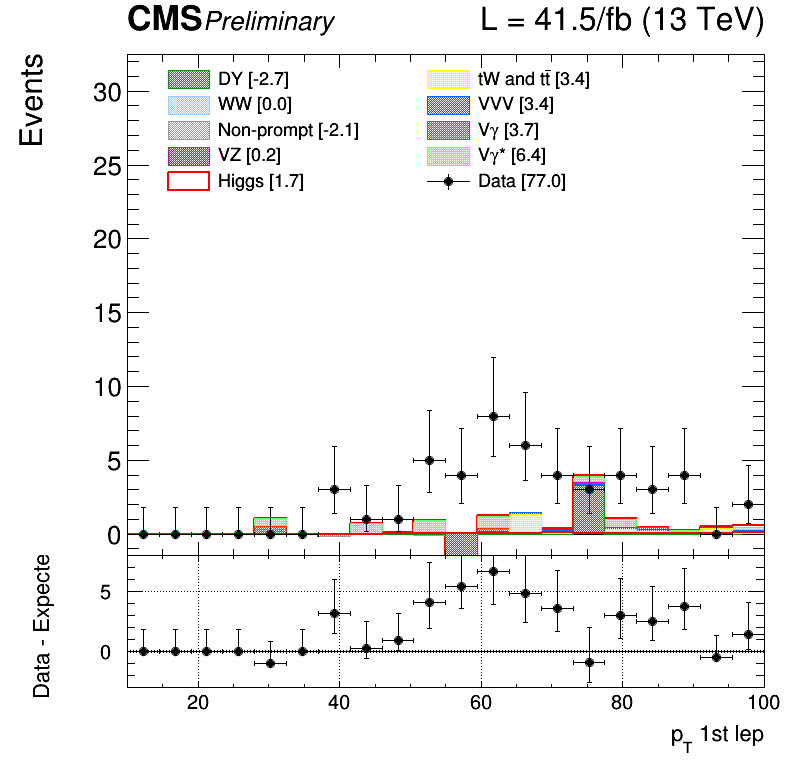 CMS Preliminary L = 41.5/fb (13 TeV)
Events
DY [-2.7]
WW [0.0]
Non-prompt [-2.1]
VZ [0.2]
Higgs [1.7]
tW and tt̄ [3.4]
VVV [3.4]
Vγ [3.7]
Vγ* [6.4]
Data [77.0]
30
25
20
15
10
5
0
Data - Expecte
5
0
20 40 60 80 100
p_T 1st lep